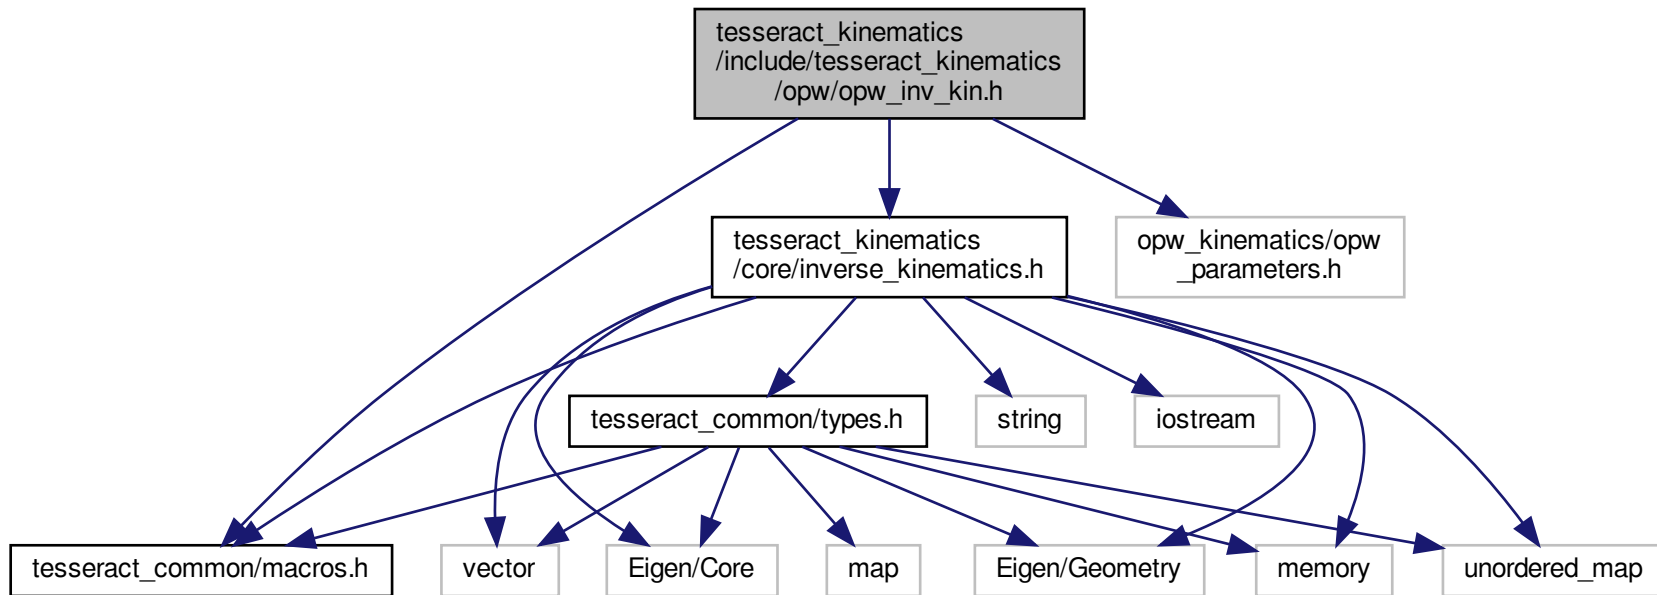 tesseract_kinematics
/include/tesseract_kinematics
/opw/opw_inv_kin.h
tesseract_kinematics
/core/inverse_kinematics.h
opw_kinematics/opw
_parameters.h
tesseract_common/types.h
string
iostream
tesseract_common/macros.h
vector
Eigen/Core
map
Eigen/Geometry
memory
unordered_map